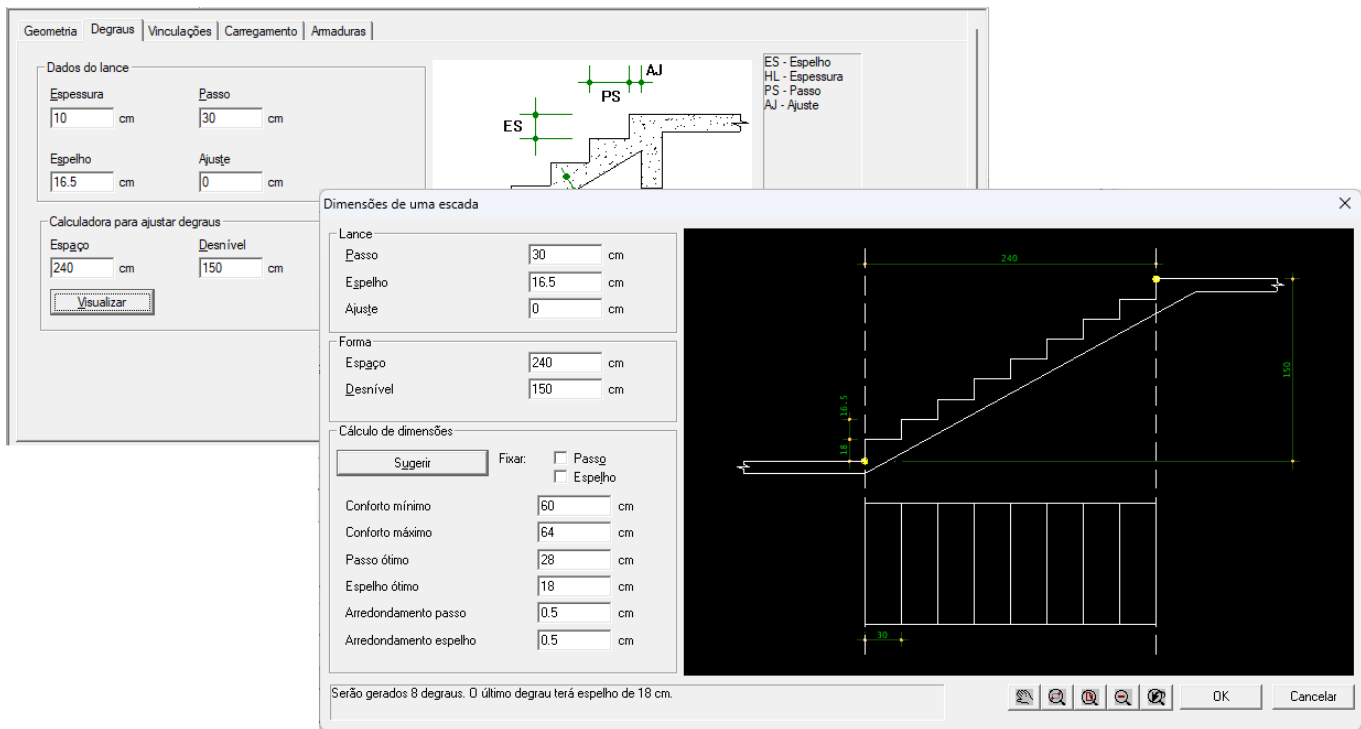 Geometria Degraus Vinculações Carregamento Armaduras
Dados do lance
Espessura Passo
10 cm 30 cm
Espelho Ajuste
16.5 cm 0 cm
Calculadora para ajustar degraus
Espaço Desnível
240 cm 150 cm
Visualizar
AJ
PS
ES
ES - Espelho
HL - Espessura
PS - Passo
AJ - Ajuste
Dimensões de uma escada
Lance
Passo 30 cm
Espelho 16.5 cm
Ajuste 0 cm
Forma
Espaço 240 cm
Desnível 150 cm
Cálculo de dimensões
Sugerir Fixar: Passo
Espelho
Conforto mínimo 60 cm
Conforto máximo 64 cm
Passo ótimo 28 cm
Espelho ótimo 18 cm
Arredondamento passo 0.5 cm
Arredondamento espelho 0.5 cm
240
150
16.5
18
30
Serão gerados 8 degraus. O último degrau terá espelho de 18 cm.
OK Cancelar